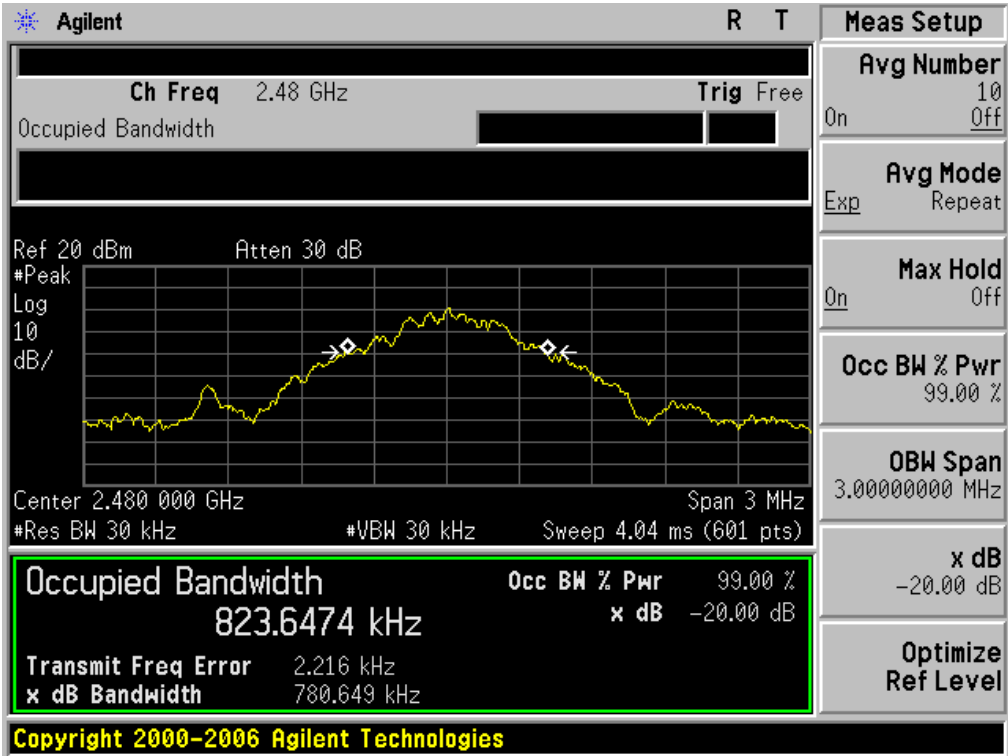 Agilent R T
Ch Freq 2.48 GHz Trig Free
Occupied Bandwidth
Ref 20 dBm Atten 30 dB
#Peak
Log
10
dB/
Center 2.480 000 GHz Span 3 MHz
#Res BW 30 kHz #VBW 30 kHz Sweep 4.04 ms (601 pts)
Occupied Bandwidth Occ BW % Pwr 99.00 %
823.6474 kHz x dB -20.00 dB
Transmit Freq Error 2.216 kHz
x dB Bandwidth 780.649 kHz
Copyright 2000-2006 Agilent Technologies
Meas Setup
Avg Number
10
On Off
Avg Mode
Exp Repeat
Max Hold
On Off
Occ BW % Pwr
99.00 %
OBW Span
3.00000000 MHz
x dB
-20.00 dB
Optimize
Ref Level